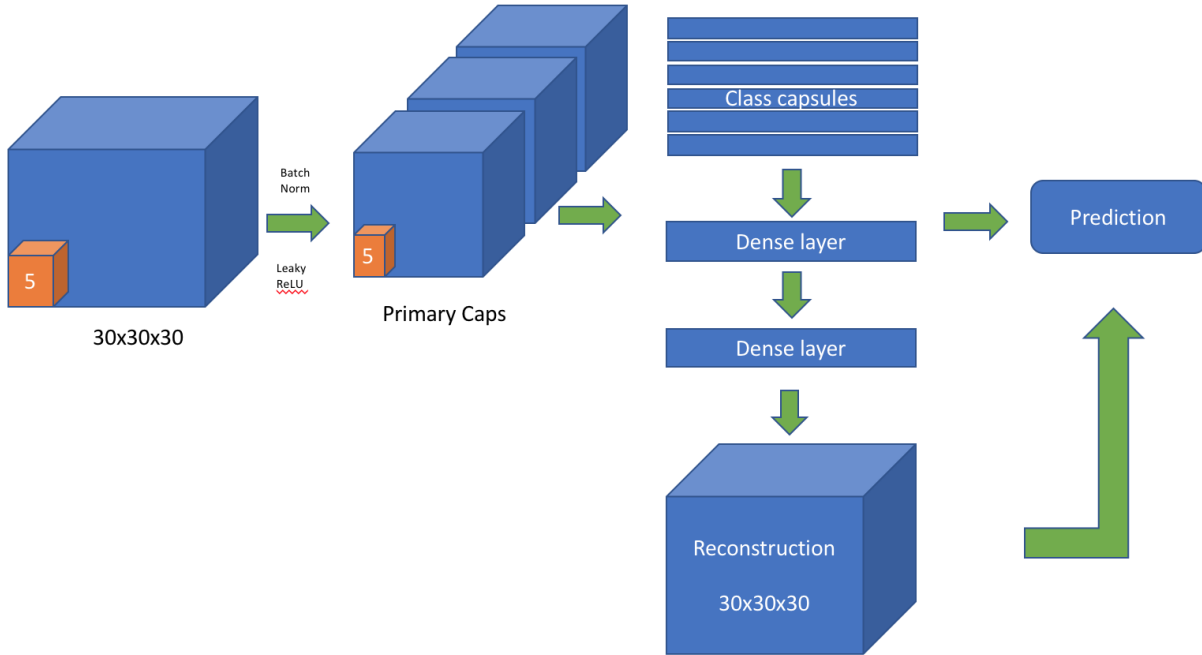 5
30x30x30
Batch
Norm
Leaky
ReLU
5
Primary Caps
Class capsules
Dense layer
Dense layer
Reconstruction
30x30x30
Prediction